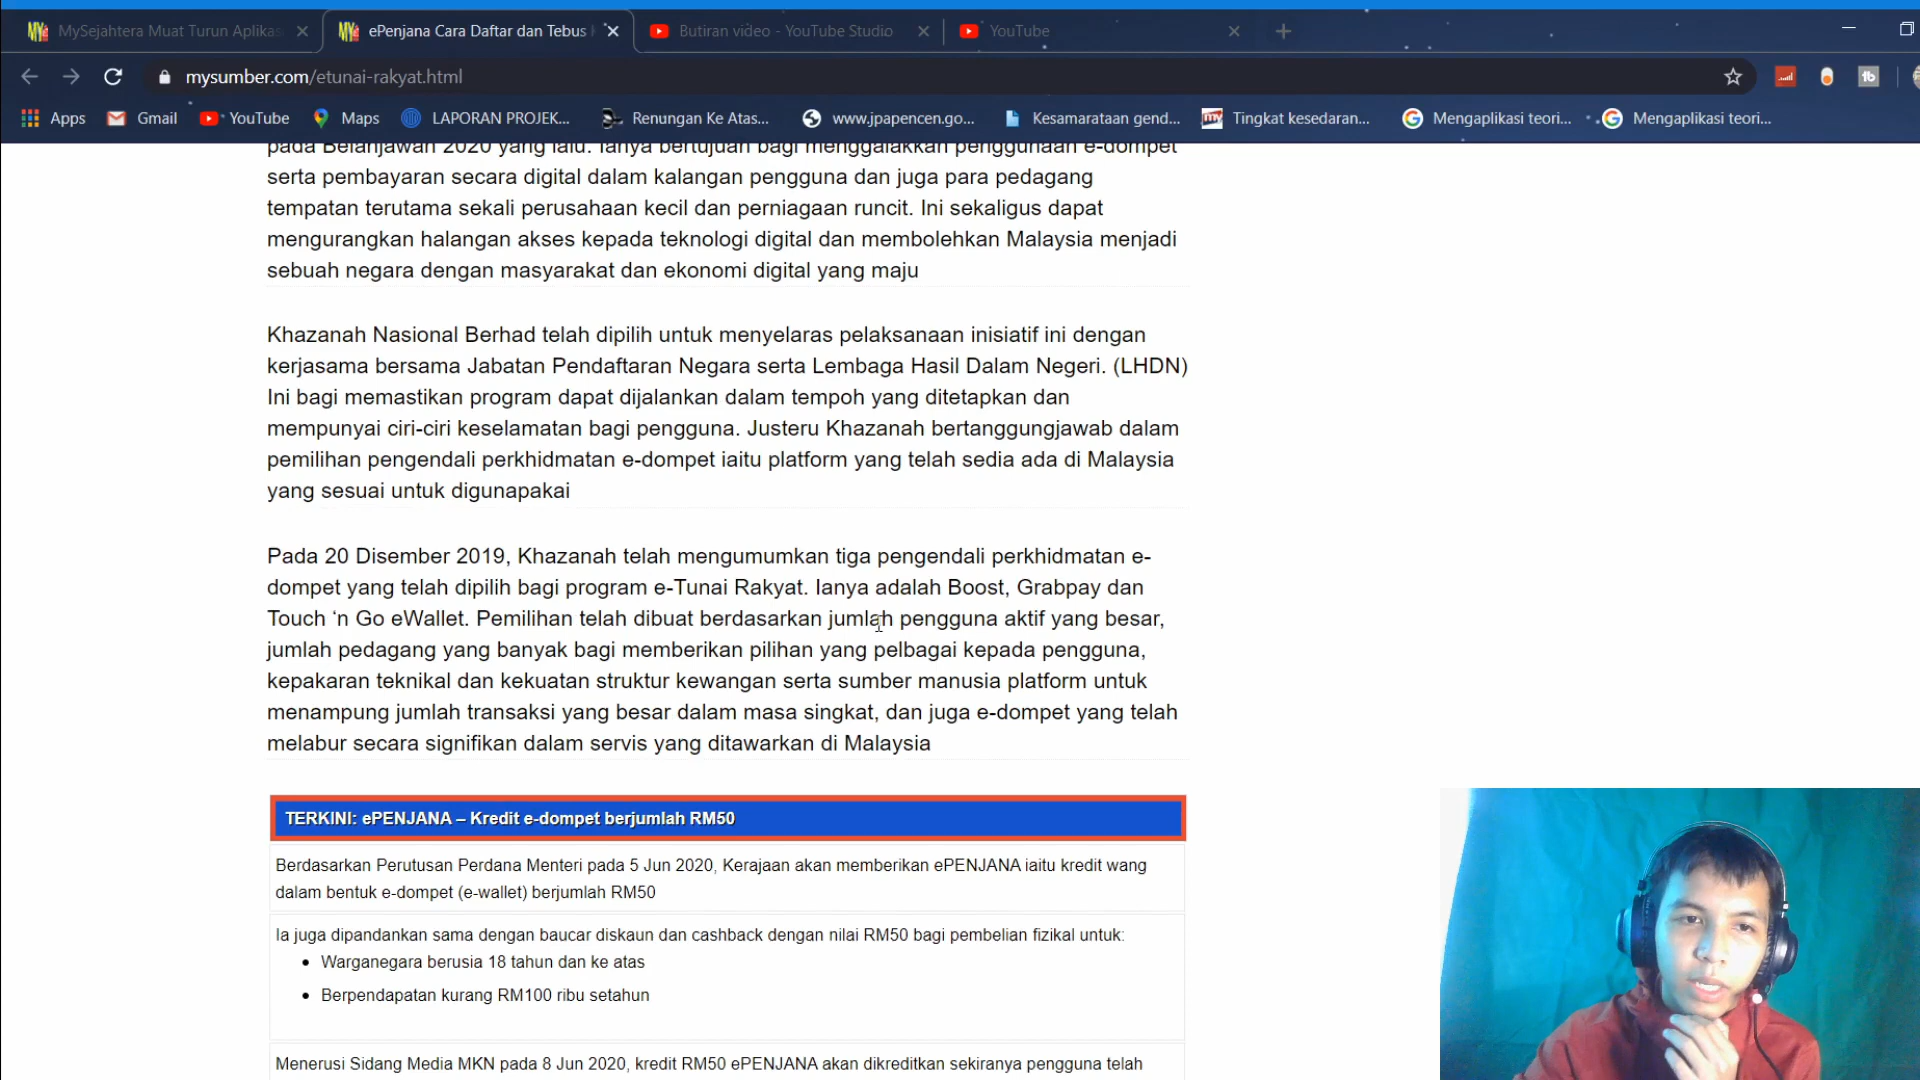 MySejahtera Muat Turun Aplikas
ePenjana Cara Daftar dan Tebus
Butiran video - YouTube Studio
YouTube
mysumber.com/etunai-rakyat.html
Apps
Gmail
YouTube
Maps
LAPORAN PROJEK...
Renungan Ke Atas...
www.jpapencen.go...
Kesamarataan gend...
Tingkat kesedaran...
Mengaplikasi teori...
Mengaplikasi teori...
pada Belanjawan 2020 yang lalu. Ianya bertujuan bagi menggalakkan penggunaan e-dompet
serta pembayaran secara digital dalam kalangan pengguna dan juga para pedagang
tempatan terutama sekali perusahaan kecil dan perniagaan runcit. Ini sekaligus dapat
mengurangkan halangan akses kepada teknologi digital dan membolehkan Malaysia menjadi
sebuah negara dengan masyarakat dan ekonomi digital yang maju
Khazanah Nasional Berhad telah dipilih untuk menyelaras pelaksanaan inisiatif ini dengan
kerjasama bersama Jabatan Pendaftaran Negara serta Lembaga Hasil Dalam Negeri. (LHDN)
Ini bagi memastikan program dapat dijalankan dalam tempoh yang ditetapkan dan
mempunyai ciri-ciri keselamatan bagi pengguna. Justeru Khazanah bertanggungjawab dalam
pemilihan pengendali perkhidmatan e-dompet iaitu platform yang telah sedia ada di Malaysia
yang sesuai untuk digunapakai
Pada 20 Disember 2019, Khazanah telah mengumumkan tiga pengendali perkhidmatan e-
dompet yang telah dipilih bagi program e-Tunai Rakyat. Ianya adalah Boost, Grabpay dan
Touch ‘n Go eWallet. Pemilihan telah dibuat berdasarkan jumlah pengguna aktif yang besar,
jumlah pedagang yang banyak bagi memberikan pilihan yang pelbagai kepada pengguna,
kepakaran teknikal dan kekuatan struktur kewangan serta sumber manusia platform untuk
menampung jumlah transaksi yang besar dalam masa singkat, dan juga e-dompet yang telah
melabur secara signifikan dalam servis yang ditawarkan di Malaysia
TERKINI: ePENJANA – Kredit e-dompet berjumlah RM50
Berdasarkan Perutusan Perdana Menteri pada 5 Jun 2020, Kerajaan akan memberikan ePENJANA iaitu kredit wang
dalam bentuk e-dompet (e-wallet) berjumlah RM50
Ia juga dipandankan sama dengan baucar diskaun dan cashback dengan nilai RM50 bagi pembelian fizikal untuk:
• Warganegara berusia 18 tahun dan ke atas
• Berpendapatan kurang RM100 ribu setahun
Menerusi Sidang Media MKN pada 8 Jun 2020, kredit RM50 ePENJANA akan dikreditkan sekiranya pengguna telah